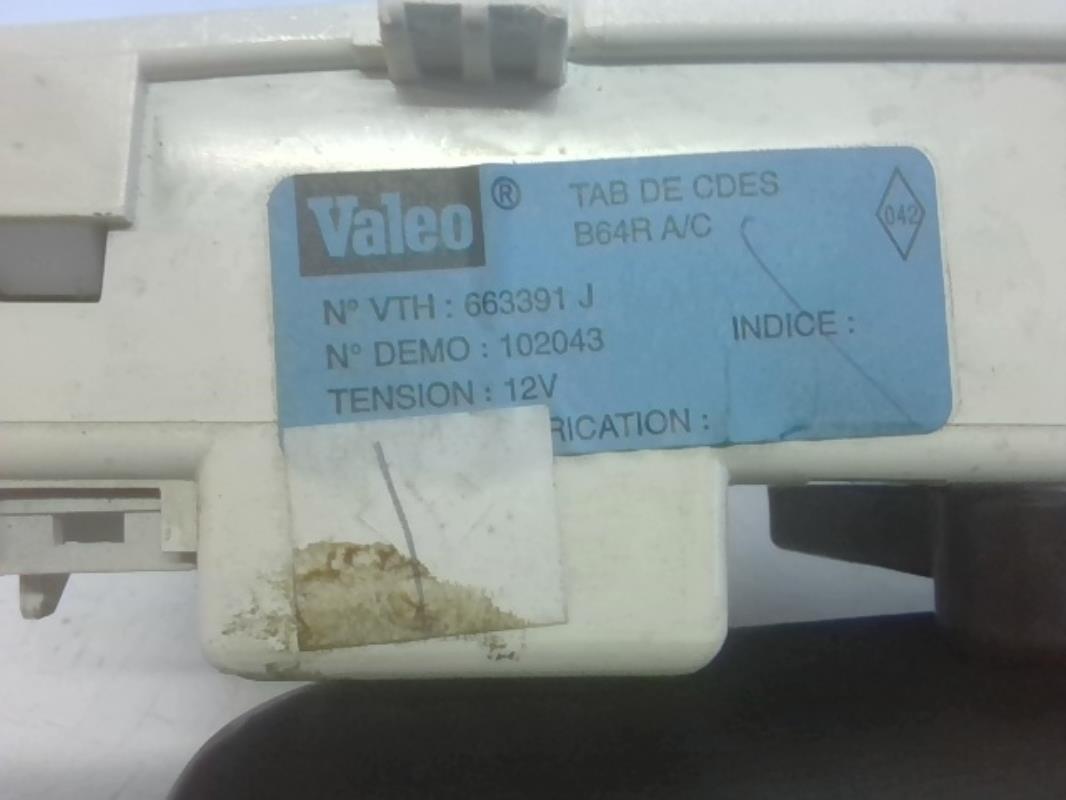 Valeo ® TAB DE CDES
B64R A/C
042
N° VTH : 663391 J
N° DEMO : 102043
INDICE :
TENSION : 12V
RICATION :